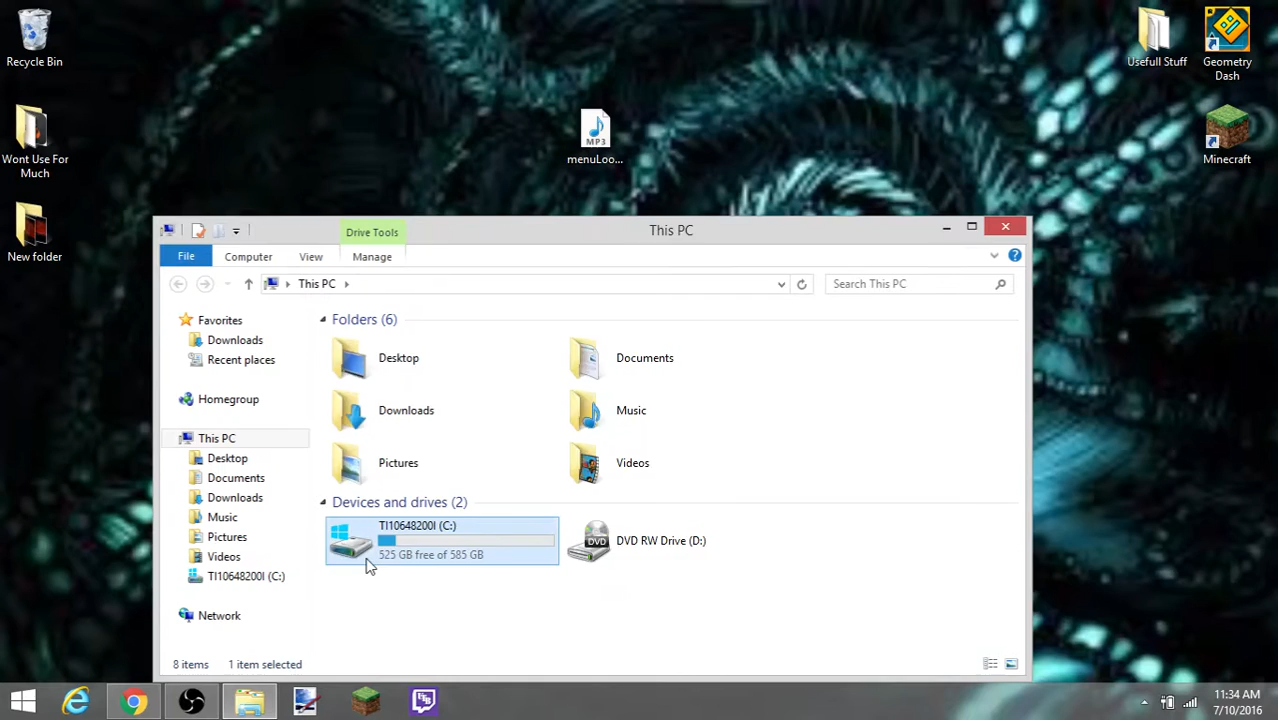 Recycle Bin
Wont Use For
Much
New folder
MP3
menuLoo...
Usefull Stuff
Geometry
Dash
Minecraft
Drive Tools
This PC
File
Computer
View
Manage
This PC
Search This PC
Favorites
Downloads
Recent places
Homegroup
This PC
Desktop
Documents
Downloads
Music
Pictures
Videos
TI10648200I (C:)
Network
Folders (6)
Desktop
Documents
Downloads
Music
Pictures
Videos
Devices and drives (2)
TI10648200I (C:)
525 GB free of 585 GB
DVD
DVD RW Drive (D:)
8 items
1 item selected
11:34 AM
7/10/2016